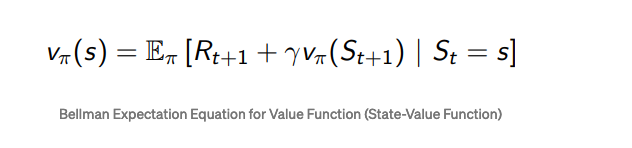 vπ(s) = 𝔼π [Rt+1 + γvπ(St+1) | St = s]
Bellman Expectation Equation for Value Function (State-Value Function)